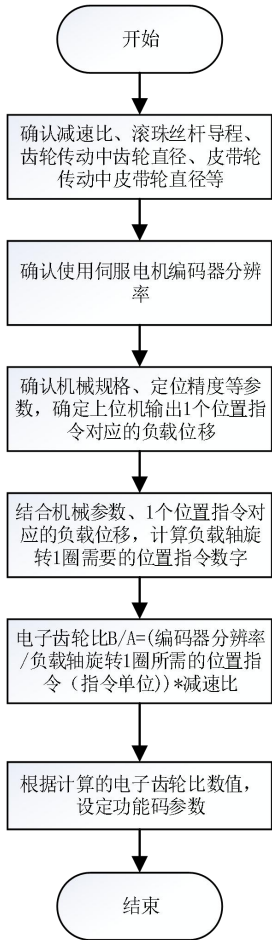 开始
确认减速比、滚珠丝杆导程、
齿轮传动中齿轮直径、皮带轮
传动中皮带轮直径等
确认使用伺服电机编码器分辨
率
确认机械规格、定位精度等参
数，确定上位机输出1个位置指
令对应的负载位移
结合机械参数、1个位置指令对
应的负载位移，计算负载轴旋
转1圈需要的位置指令数字
电子齿轮比B/A=(编码器分辨率
/负载轴旋转1圈所需的位置指
令（指令单位))*减速比
根据计算的电子齿轮比数值，
设定功能码参数
结束